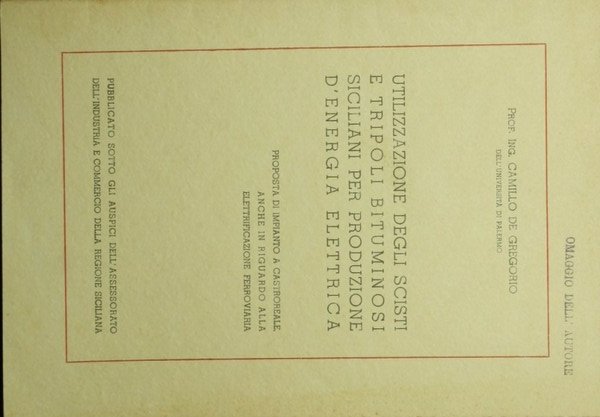 OMAGGIO DELL' AUTORE
PROF. ING. CAMILLO DE GREGORIO
DELL'UNIVERSITÀ DI PALERMO
UTILIZZAZIONE DEGLI SCISTI
E TRIPOLI BITUMINOSI
SICILIANI PER PRODUZIONE
D'ENERGIA ELETTRICA
PROPOSTA DI IMPIANTO A CASTROREALE,
ANCHE IN RIGUARDO ALLA
ELETTRIFICAZIONE FERROVIARIA
PUBBLICATO SOTTO GLI AUSPICI DELL'ASSESSORATO
DELL'INDUSTRIA E COMMERCIO DELLA REGIONE SICILIANA